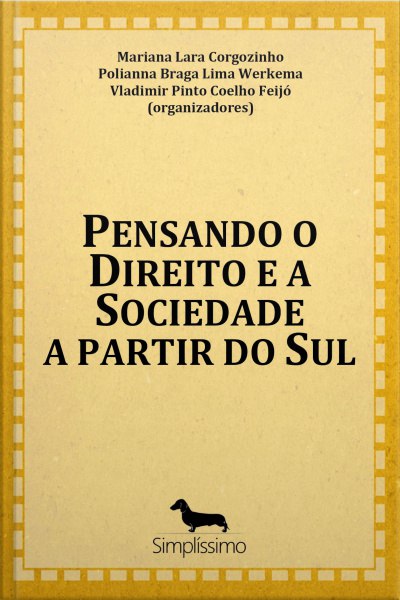 Mariana Lara Corgozinho
Polianna Braga Lima Werkema
Vladimir Pinto Coelho Feijó
(organizadores)
PENSANDO O
DIREITO E A
SOCIEDADE
A PARTIR DO SUL
Simplíssimo